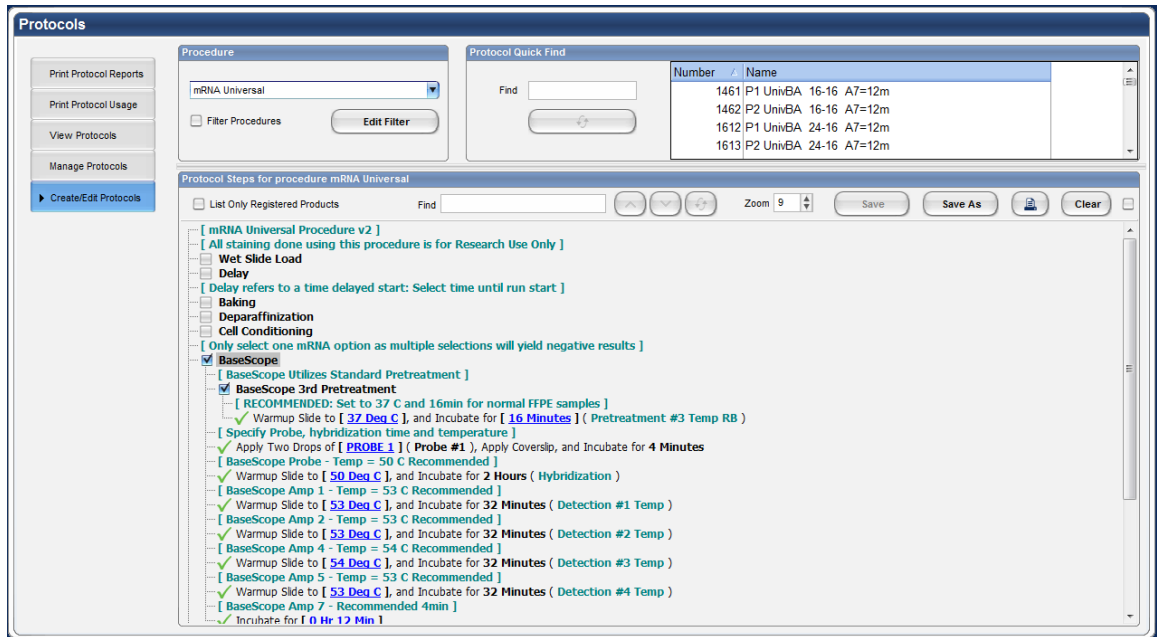 Protocols
Print Protocol Reports
Print Protocol Usage
View Protocols
Manage Protocols
Create/Edit Protocols
Procedure
mRNA Universal
Filter Procedures
Edit Filter
Protocol Quick Find
Find
Number Name
1461 P1 UnivBA 16-16 A7=12m
1462 P2 UnivBA 16-16 A7=12m
1612 P1 UnivBA 24-16 A7=12m
1613 P2 UnivBA 24-16 A7=12m
Protocol Steps for procedure mRNA Universal
List Only Registered Products Find Zoom 9 Save Save As Clear
[ mRNA Universal Procedure v2 ]
[ All staining done using this procedure is for Research Use Only ]
Wet Slide Load
Delay
[ Delay refers to a time delayed start: Select time until run start ]
Baking
Deparaffinization
Cell Conditioning
[ Only select one mRNA option as multiple selections will yield negative results ]
BaseScope
[ BaseScope Utilizes Standard Pretreatment ]
BaseScope 3rd Pretreatment
[ RECOMMENDED: Set to 37 C and 16min for normal FFPE samples ]
Warmup Slide to [ 37 Deg C ], and Incubate for [ 16 Minutes ] ( Pretreatment #3 Temp RB )
[ Specify Probe, hybridization time and temperature ]
Apply Two Drops of [ PROBE 1 ] ( Probe #1 ), Apply Coverslip, and Incubate for 4 Minutes
[ BaseScope Probe - Temp = 50 C Recommended ]
Warmup Slide to [ 50 Deg C ], and Incubate for 2 Hours ( Hybridization )
[ BaseScope Amp 1 - Temp = 53 C Recommended ]
Warmup Slide to [ 53 Deg C ], and Incubate for 32 Minutes ( Detection #1 Temp )
[ BaseScope Amp 2 - Temp = 53 C Recommended ]
Warmup Slide to [ 53 Deg C ], and Incubate for 32 Minutes ( Detection #2 Temp )
[ BaseScope Amp 4 - Temp = 54 C Recommended ]
Warmup Slide to [ 54 Deg C ], and Incubate for 32 Minutes ( Detection #3 Temp )
[ BaseScope Amp 5 - Temp = 53 C Recommended ]
Warmup Slide to [ 53 Deg C ], and Incubate for 32 Minutes ( Detection #4 Temp )
[ BaseScope Amp 7 - Recommended 4min ]
Incubate for [ 0 Hr 12 Min ]